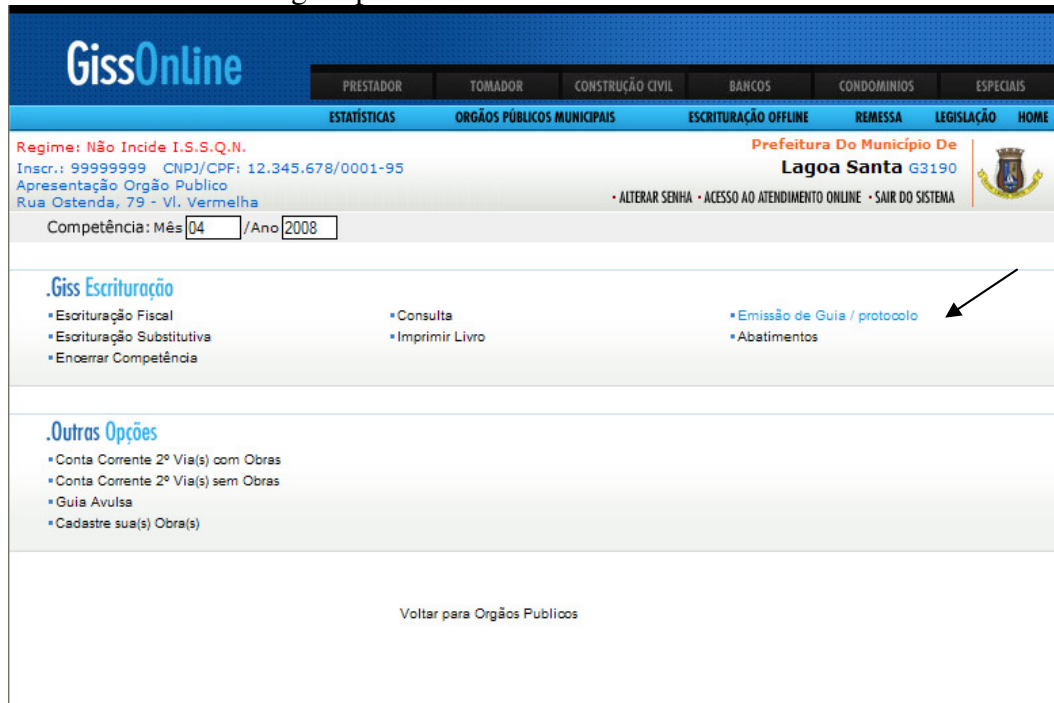 GissOnline
PRESTADOR TOMADOR CONSTRUÇÃO CIVIL BANCOS CONDOMINIOS ESPECIAIS
ESTATÍSTICAS ORGÃOS PÚBLICOS MUNICIPAIS ESCRITURAÇÃO OFFLINE REMESSA LEGISLAÇÃO HOME
Regime: Não Incide I.S.S.Q.N.
Inscr.: 99999999 CNPJ/CPF: 12.345.678/0001-95
Apresentação Orgão Publico
Rua Ostenda, 79 - Vl. Vermelha
Prefeitura Do Município De
Lagoa Santa G3190
• ALTERAR SENHA • ACESSO AO ATENDIMENTO ONLINE • SAIR DO SISTEMA
Competência: Mês 04 /Ano 2008
.Giss Escrituração
Escrituração Fiscal Consulta Emissão de Guia / protocolo
Escrituração Substitutiva Imprimir Livro Abatimentos
Encerrar Competência
.Outras Opções
Conta Corrente 2º Via(s) com Obras
Conta Corrente 2º Via(s) sem Obras
Guia Avulsa
Cadastre sua(s) Obra(s)
Voltar para Orgãos Publicos